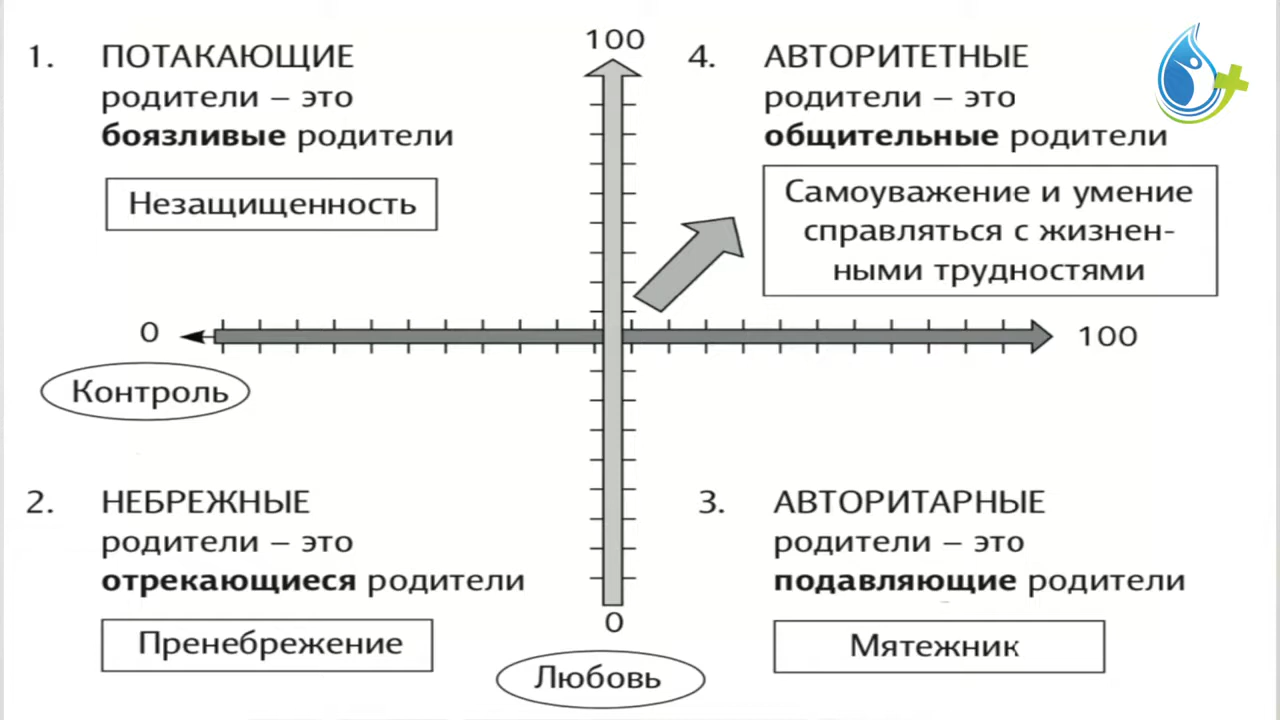 1. ПОТАКАЮЩИЕ
родители – это
боязливые родители
Незащищенность
100
4. АВТОРИТЕТНЫЕ
родители – это
общительные родители
Самоуважение и умение
справляться с жизнен-
ными трудностями
0
100
Контроль
2. НЕБРЕЖНЫЕ
родители – это
отрекающиеся родители
Пренебрежение
0
Любовь
3. АВТОРИТАРНЫЕ
родители – это
подавляющие родители
Мятежник